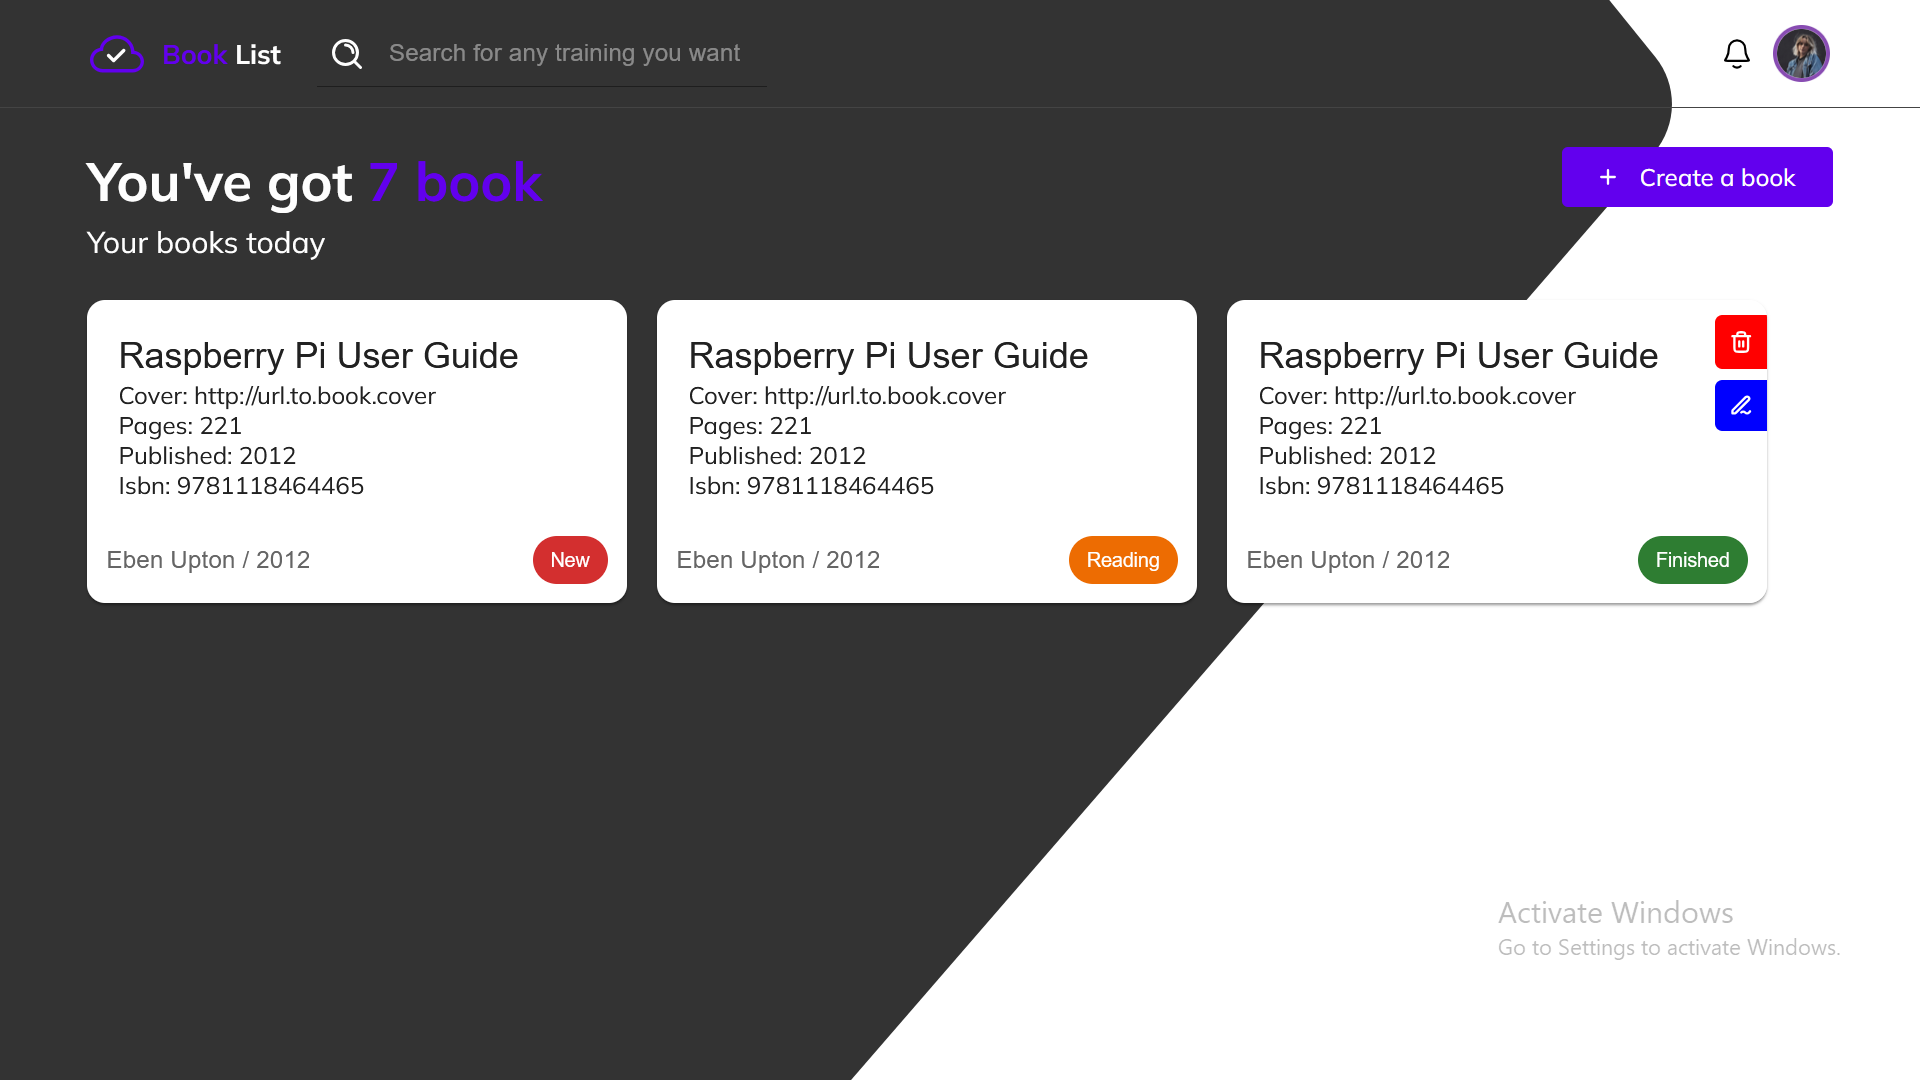 Book List
Search for any training you want
You've got 7 book
Create a book
Your books today
Raspberry Pi User Guide
Cover: http://url.to.book.cover
Pages: 221
Published: 2012
Isbn: 9781118464465
Eben Upton / 2012
New
Raspberry Pi User Guide
Cover: http://url.to.book.cover
Pages: 221
Published: 2012
Isbn: 9781118464465
Eben Upton / 2012
Reading
Raspberry Pi User Guide
Cover: http://url.to.book.cover
Pages: 221
Published: 2012
Isbn: 9781118464465
Eben Upton / 2012
Finished
Activate Windows
Go to Settings to activate Windows.